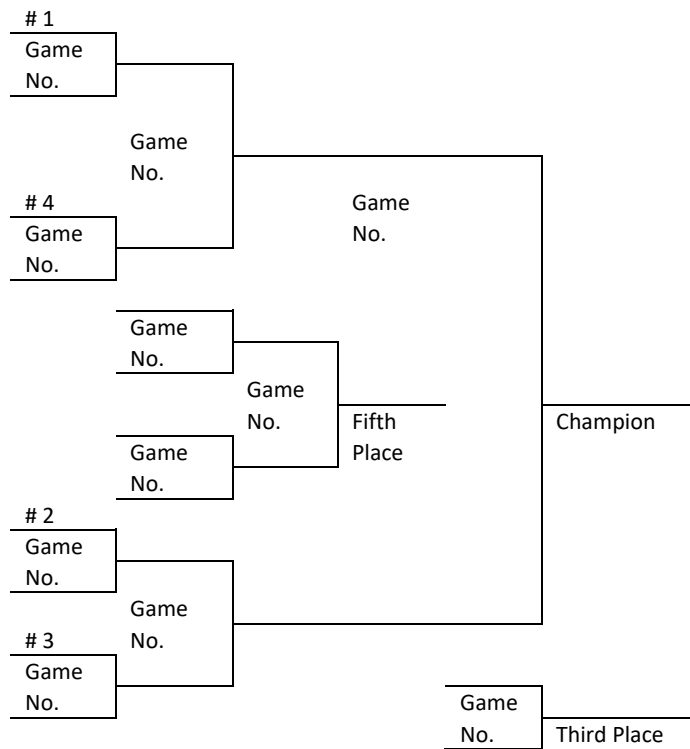 # 1
Game
No.
Game
No.
# 4
Game
No.
Game
No.
Game
No.
Game
No.
Fifth
Place
Champion
Game
No.
# 2
Game
No.
Game
No.
# 3
Game
No.
Game
No.
Third Place